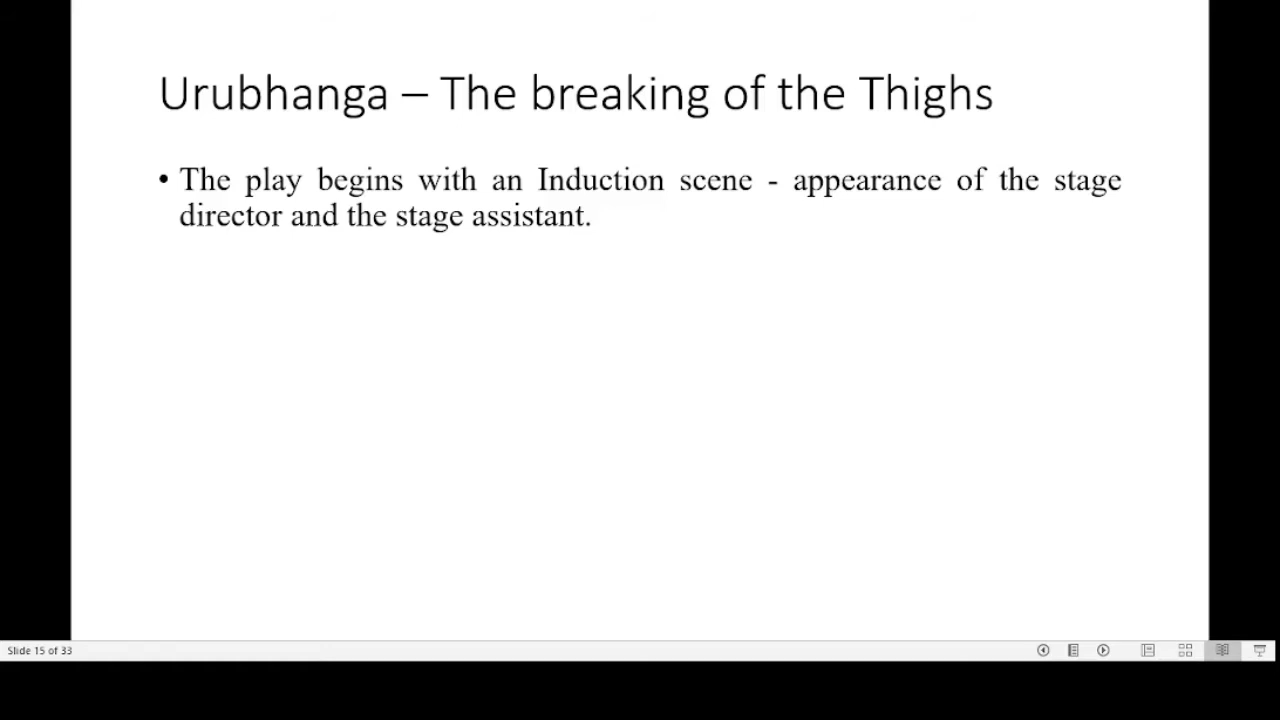 Urubhanga – The breaking of the Thighs
• The play begins with an Induction scene - appearance of the stage
director and the stage assistant.
Slide 15 of 33